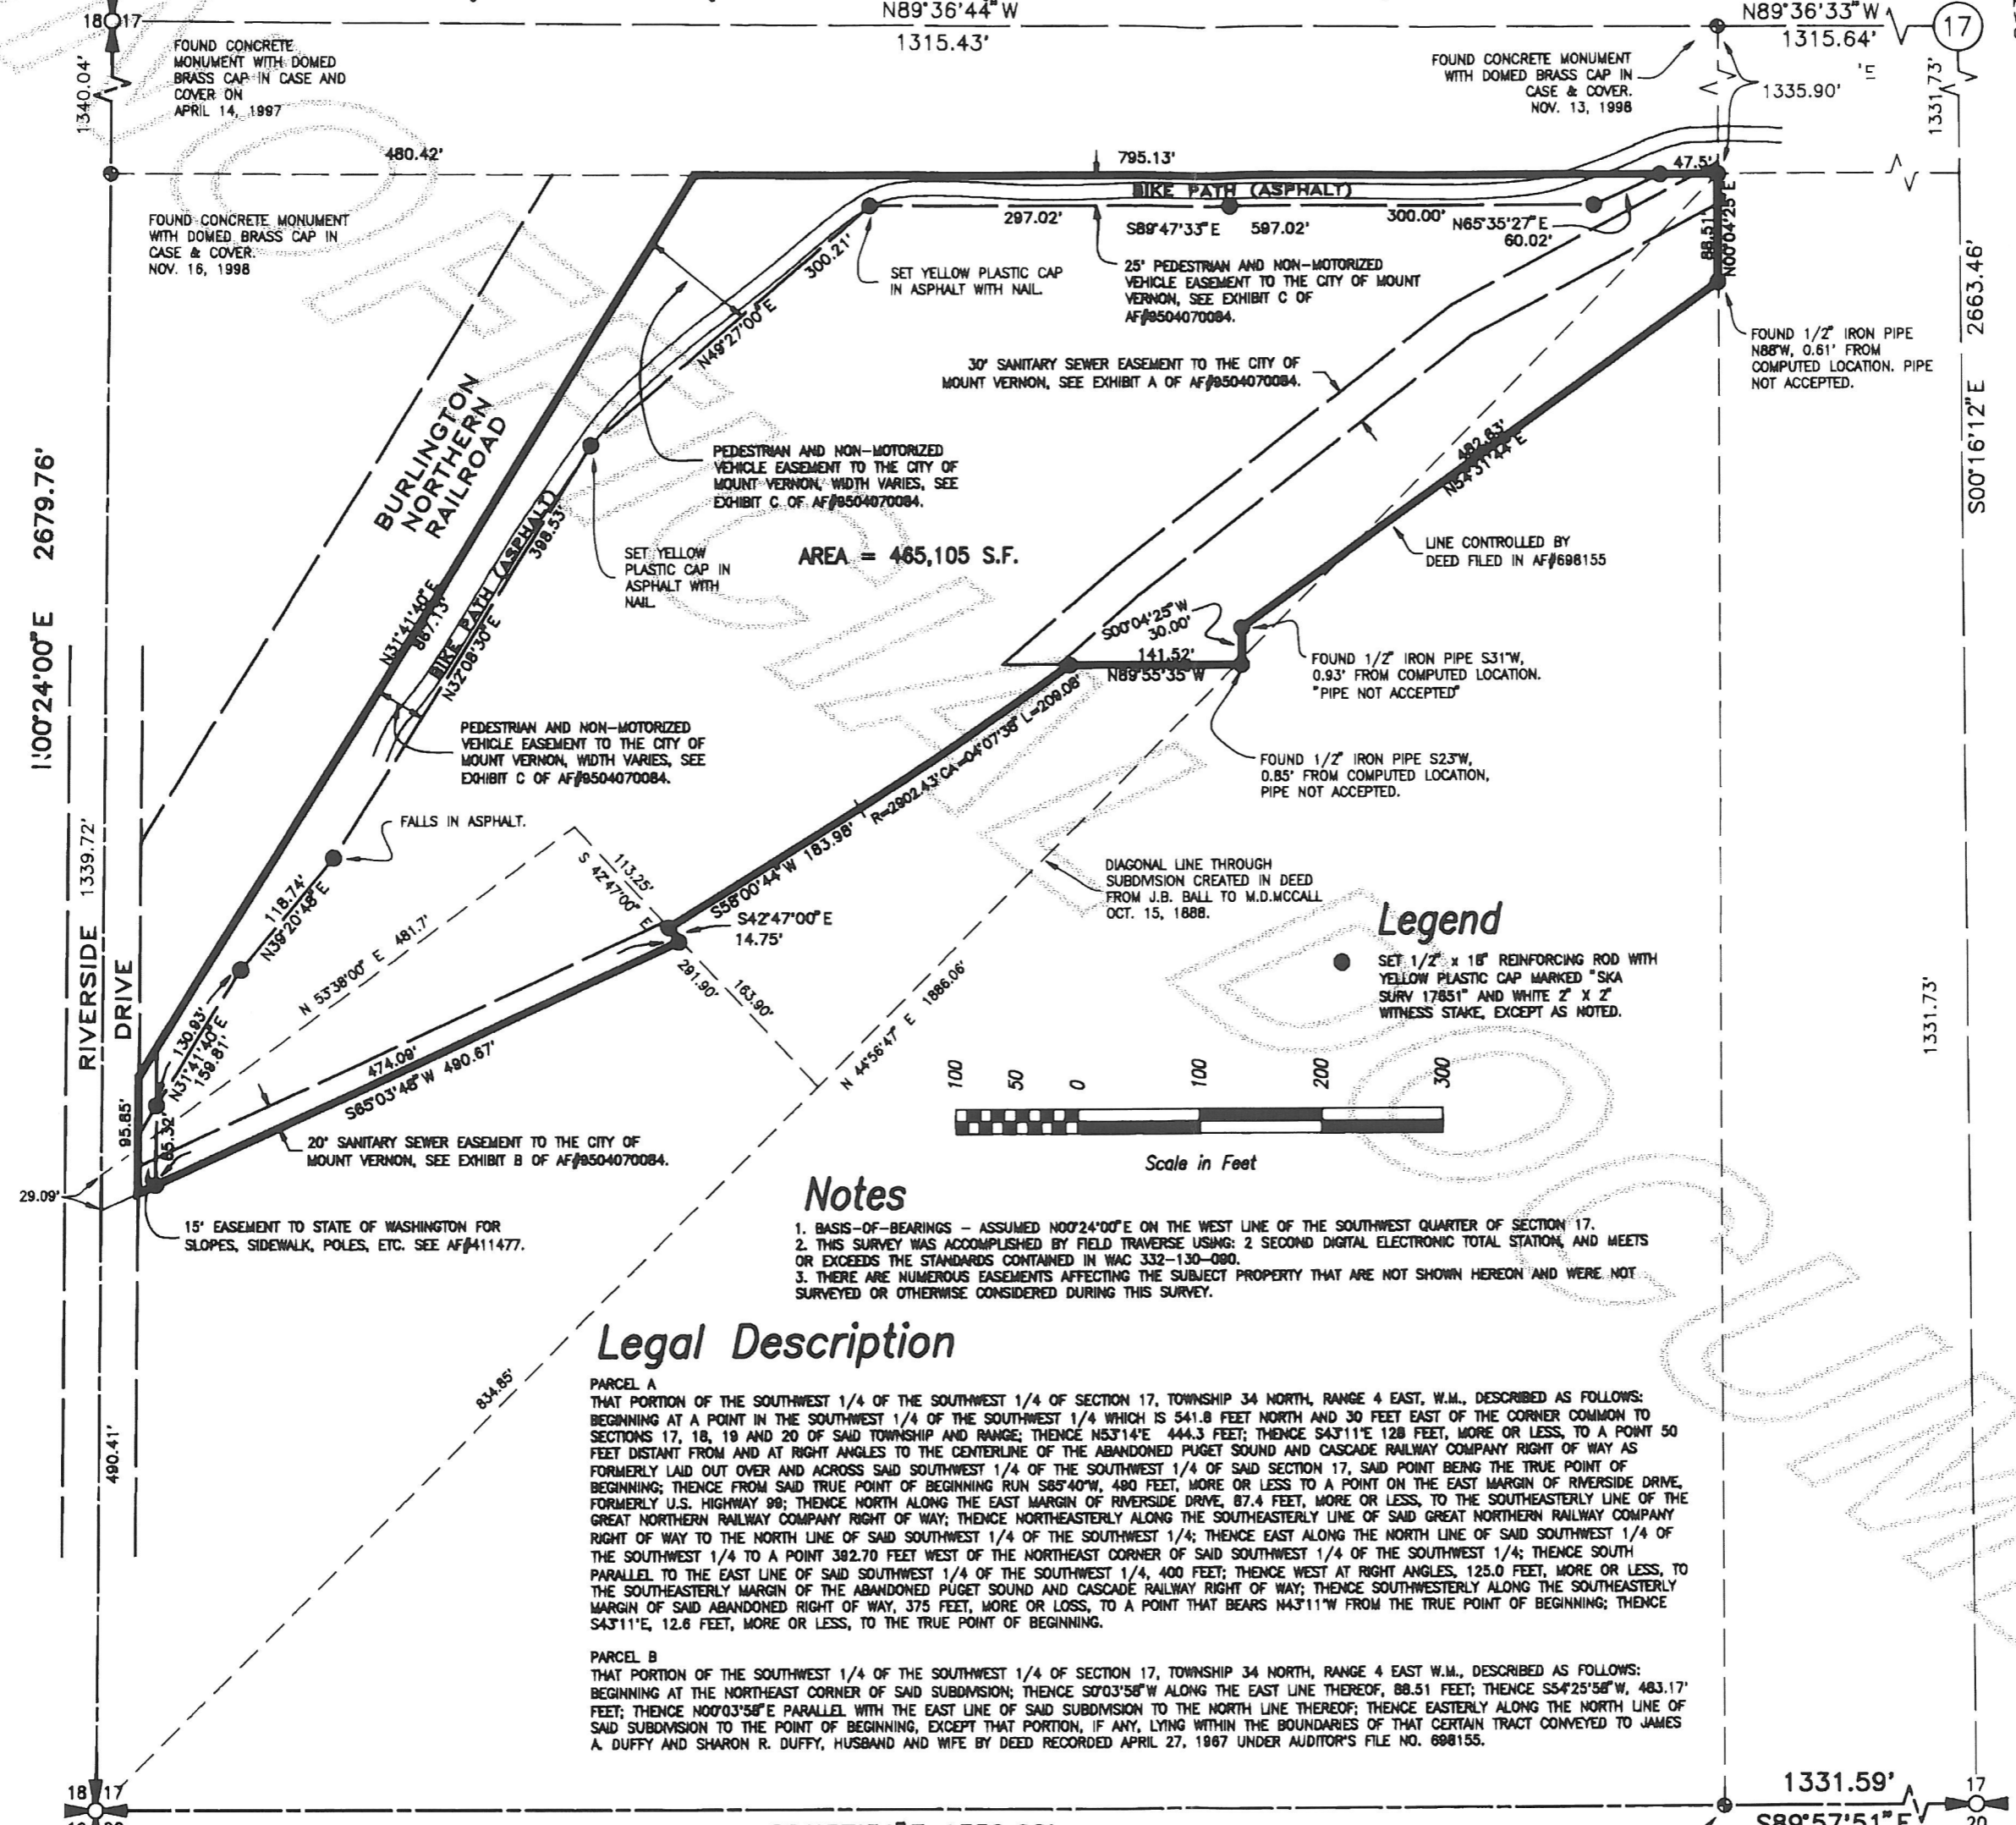 N89°36'44"W
1315.43'
N89°36'33"W
1315.64'
17
18 17
1340.04'
FOUND CONCRETE
MONUMENT WITH DOMED
BRASS CAP IN CASE AND
COVER ON
APRIL 14, 1997
FOUND CONCRETE MONUMENT
WITH DOMED BRASS CAP IN
CASE & COVER.
NOV. 13, 1998
1335.90'
'E
1331.73'
480.42'
795.13'
47.5'
BIKE PATH (ASPHALT)
297.02'
S89°47'33"E 597.02'
300.00'
N65°35'27"E
60.02'
88.51'
N00°04'25"E
FOUND CONCRETE MONUMENT
WITH DOMED BRASS CAP IN
CASE & COVER.
NOV. 16, 1998
300.21'
N49°27'00"E
SET YELLOW PLASTIC CAP
IN ASPHALT WITH NAIL.
25' PEDESTRIAN AND NON-MOTORIZED
VEHICLE EASEMENT TO THE CITY OF MOUNT
VERNON, SEE EXHIBIT C OF
AF#9504070084.
S00°16'12"E 2663.46'
FOUND 1/2" IRON PIPE
N88°W, 0.61' FROM
COMPUTED LOCATION. PIPE
NOT ACCEPTED.
30' SANITARY SEWER EASEMENT TO THE CITY OF
MOUNT VERNON, SEE EXHIBIT A OF AF#9504070084.
BURLINGTON
NORTHERN
RAILROAD
PEDESTRIAN AND NON-MOTORIZED
VEHICLE EASEMENT TO THE CITY OF
MOUNT VERNON, WIDTH VARIES, SEE
EXHIBIT C OF AF#9504070084.
482.63'
N54°31'44"E
N00°24'00"E 2679.76'
SET YELLOW
PLASTIC CAP IN
ASPHALT WITH
NAIL.
AREA = 465,105 S.F.
LINE CONTROLLED BY
DEED FILED IN AF#698155
N31°41'40"E
867.13'
BIKE PATH (ASPHALT)
398.53'
N32°08'30"E
S00°04'25"W
30.00'
141.52'
N89°55'35"W
FOUND 1/2" IRON PIPE S31°W,
0.93' FROM COMPUTED LOCATION.
"PIPE NOT ACCEPTED"
PEDESTRIAN AND NON-MOTORIZED
VEHICLE EASEMENT TO THE CITY OF
MOUNT VERNON, WIDTH VARIES, SEE
EXHIBIT C OF AF#9504070084.
R=2902.43' CA=04°07'38" L=209.08'
FOUND 1/2" IRON PIPE S23°W,
0.85' FROM COMPUTED LOCATION,
PIPE NOT ACCEPTED.
FALLS IN ASPHALT.
1339.72'
RIVERSIDE
DRIVE
118.74'
N39°20'48"E
113.25'
S 42°47'00" E
S58°00'44"W 183.98'
DIAGONAL LINE THROUGH
SUBDIVISION CREATED IN DEED
FROM J.B. BALL TO M.D.MCCALL
OCT. 15, 1888.
S42°47'00"E
14.75'
N 53°38'00" E 481.7'
291.90'
163.90'
N 44°56'47" E 1886.06'
Legend
SET 1/2" x 18" REINFORCING ROD WITH
YELLOW PLASTIC CAP MARKED "SKA
SURV 17651" AND WHITE 2" X 2"
WITNESS STAKE, EXCEPT AS NOTED.
1331.73'
130.93'
N31°41'40"E
159.81'
474.09'
S65°03'48"W 490.67'
95.85'
65.32'
29.09'
100 50 0 100 200 300
Scale in Feet
20' SANITARY SEWER EASEMENT TO THE CITY OF
MOUNT VERNON, SEE EXHIBIT B OF AF#9504070084.
15' EASEMENT TO STATE OF WASHINGTON FOR
SLOPES, SIDEWALK, POLES, ETC. SEE AF#411477.
Notes
1. BASIS-OF-BEARINGS – ASSUMED N00°24'00"E ON THE WEST LINE OF THE SOUTHWEST QUARTER OF SECTION 17.
2. THIS SURVEY WAS ACCOMPLISHED BY FIELD TRAVERSE USING: 2 SECOND DIGITAL ELECTRONIC TOTAL STATION, AND MEETS
OR EXCEEDS THE STANDARDS CONTAINED IN WAC 332-130-090.
3. THERE ARE NUMEROUS EASEMENTS AFFECTING THE SUBJECT PROPERTY THAT ARE NOT SHOWN HEREON AND WERE NOT
SURVEYED OR OTHERWISE CONSIDERED DURING THIS SURVEY.
834.85'
490.41'
Legal Description
PARCEL A
THAT PORTION OF THE SOUTHWEST 1/4 OF THE SOUTHWEST 1/4 OF SECTION 17, TOWNSHIP 34 NORTH, RANGE 4 EAST, W.M., DESCRIBED AS FOLLOWS:
BEGINNING AT A POINT IN THE SOUTHWEST 1/4 OF THE SOUTHWEST 1/4 WHICH IS 541.8 FEET NORTH AND 30 FEET EAST OF THE CORNER COMMON TO
SECTIONS 17, 18, 19 AND 20 OF SAID TOWNSHIP AND RANGE; THENCE N53°14'E 444.3 FEET; THENCE S43°11'E 128 FEET, MORE OR LESS, TO A POINT 50
FEET DISTANT FROM AND AT RIGHT ANGLES TO THE CENTERLINE OF THE ABANDONED PUGET SOUND AND CASCADE RAILWAY COMPANY RIGHT OF WAY AS
FORMERLY LAID OUT OVER AND ACROSS SAID SOUTHWEST 1/4 OF THE SOUTHWEST 1/4 OF SAID SECTION 17, SAID POINT BEING THE TRUE POINT OF
BEGINNING; THENCE FROM SAID TRUE POINT OF BEGINNING RUN S65°40'W, 490 FEET, MORE OR LESS TO A POINT ON THE EAST MARGIN OF RIVERSIDE DRIVE,
FORMERLY U.S. HIGHWAY 99; THENCE NORTH ALONG THE EAST MARGIN OF RIVERSIDE DRIVE, 87.4 FEET, MORE OR LESS, TO THE SOUTHEASTERLY LINE OF THE
GREAT NORTHERN RAILWAY COMPANY RIGHT OF WAY; THENCE NORTHEASTERLY ALONG THE SOUTHEASTERLY LINE OF SAID GREAT NORTHERN RAILWAY COMPANY
RIGHT OF WAY TO THE NORTH LINE OF SAID SOUTHWEST 1/4 OF THE SOUTHWEST 1/4; THENCE EAST ALONG THE NORTH LINE OF SAID SOUTHWEST 1/4 OF
THE SOUTHWEST 1/4 TO A POINT 392.70 FEET WEST OF THE NORTHEAST CORNER OF SAID SOUTHWEST 1/4 OF THE SOUTHWEST 1/4; THENCE SOUTH
PARALLEL TO THE EAST LINE OF SAID SOUTHWEST 1/4 OF THE SOUTHWEST 1/4, 400 FEET; THENCE WEST AT RIGHT ANGLES, 125.0 FEET, MORE OR LESS, TO
THE SOUTHEASTERLY MARGIN OF THE ABANDONED PUGET SOUND AND CASCADE RAILWAY RIGHT OF WAY; THENCE SOUTHWESTERLY ALONG THE SOUTHEASTERLY
MARGIN OF SAID ABANDONED RIGHT OF WAY, 375 FEET, MORE OR LOSS, TO A POINT THAT BEARS N43°11'W FROM THE TRUE POINT OF BEGINNING; THENCE
S43°11'E, 12.6 FEET, MORE OR LESS, TO THE TRUE POINT OF BEGINNING.
PARCEL B
THAT PORTION OF THE SOUTHWEST 1/4 OF THE SOUTHWEST 1/4 OF SECTION 17, TOWNSHIP 34 NORTH, RANGE 4 EAST W.M., DESCRIBED AS FOLLOWS:
BEGINNING AT THE NORTHEAST CORNER OF SAID SUBDIVISION; THENCE S0°03'58"W ALONG THE EAST LINE THEREOF, 88.51 FEET; THENCE S54°25'58"W, 483.17'
FEET; THENCE N00°03'58"E PARALLEL WITH THE EAST LINE OF SAID SUBDIVISION TO THE NORTH LINE THEREOF; THENCE EASTERLY ALONG THE NORTH LINE OF
SAID SUBDIVISION TO THE POINT OF BEGINNING, EXCEPT THAT PORTION, IF ANY, LYING WITHIN THE BOUNDARIES OF THAT CERTAIN TRACT CONVEYED TO JAMES
A. DUFFY AND SHARON R. DUFFY, HUSBAND AND WIFE BY DEED RECORDED APRIL 27, 1967 UNDER AUDITOR'S FILE NO. 698155.
18 17
1331.59'
17
S89°57'51"E
20